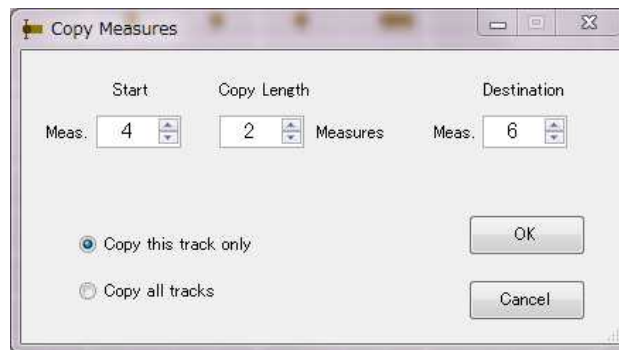 Copy Measures
Start Copy Length Destination
Meas. 4 2 Measures Meas. 6
Copy this track only
OK
Copy all tracks
Cancel